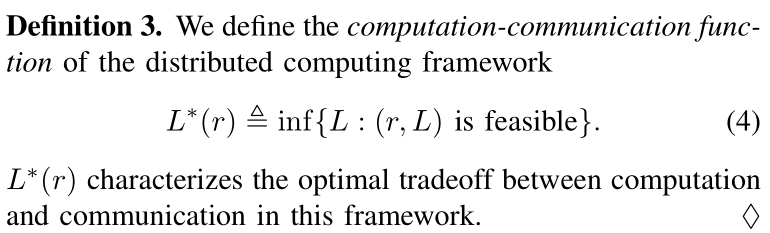 Definition 3. We define the computation-communication func-
tion of the distributed computing framework
L*(r) ≜ inf{L : (r, L) is feasible}. (4)
L*(r) characterizes the optimal tradeoff between computation
and communication in this framework. ◊